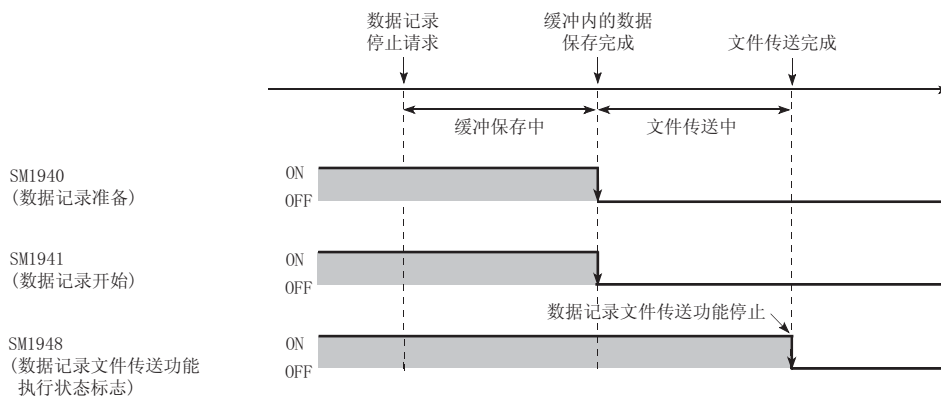 数据记录
停止请求
缓冲内的数据
保存完成
文件传送完成
缓冲保存中
文件传送中
SM1940
(数据记录准备)
ON
OFF
SM1941
(数据记录开始)
ON
OFF
数据记录文件传送功能停止
SM1948
(数据记录文件传送功能
执行状态标志)
ON
OFF